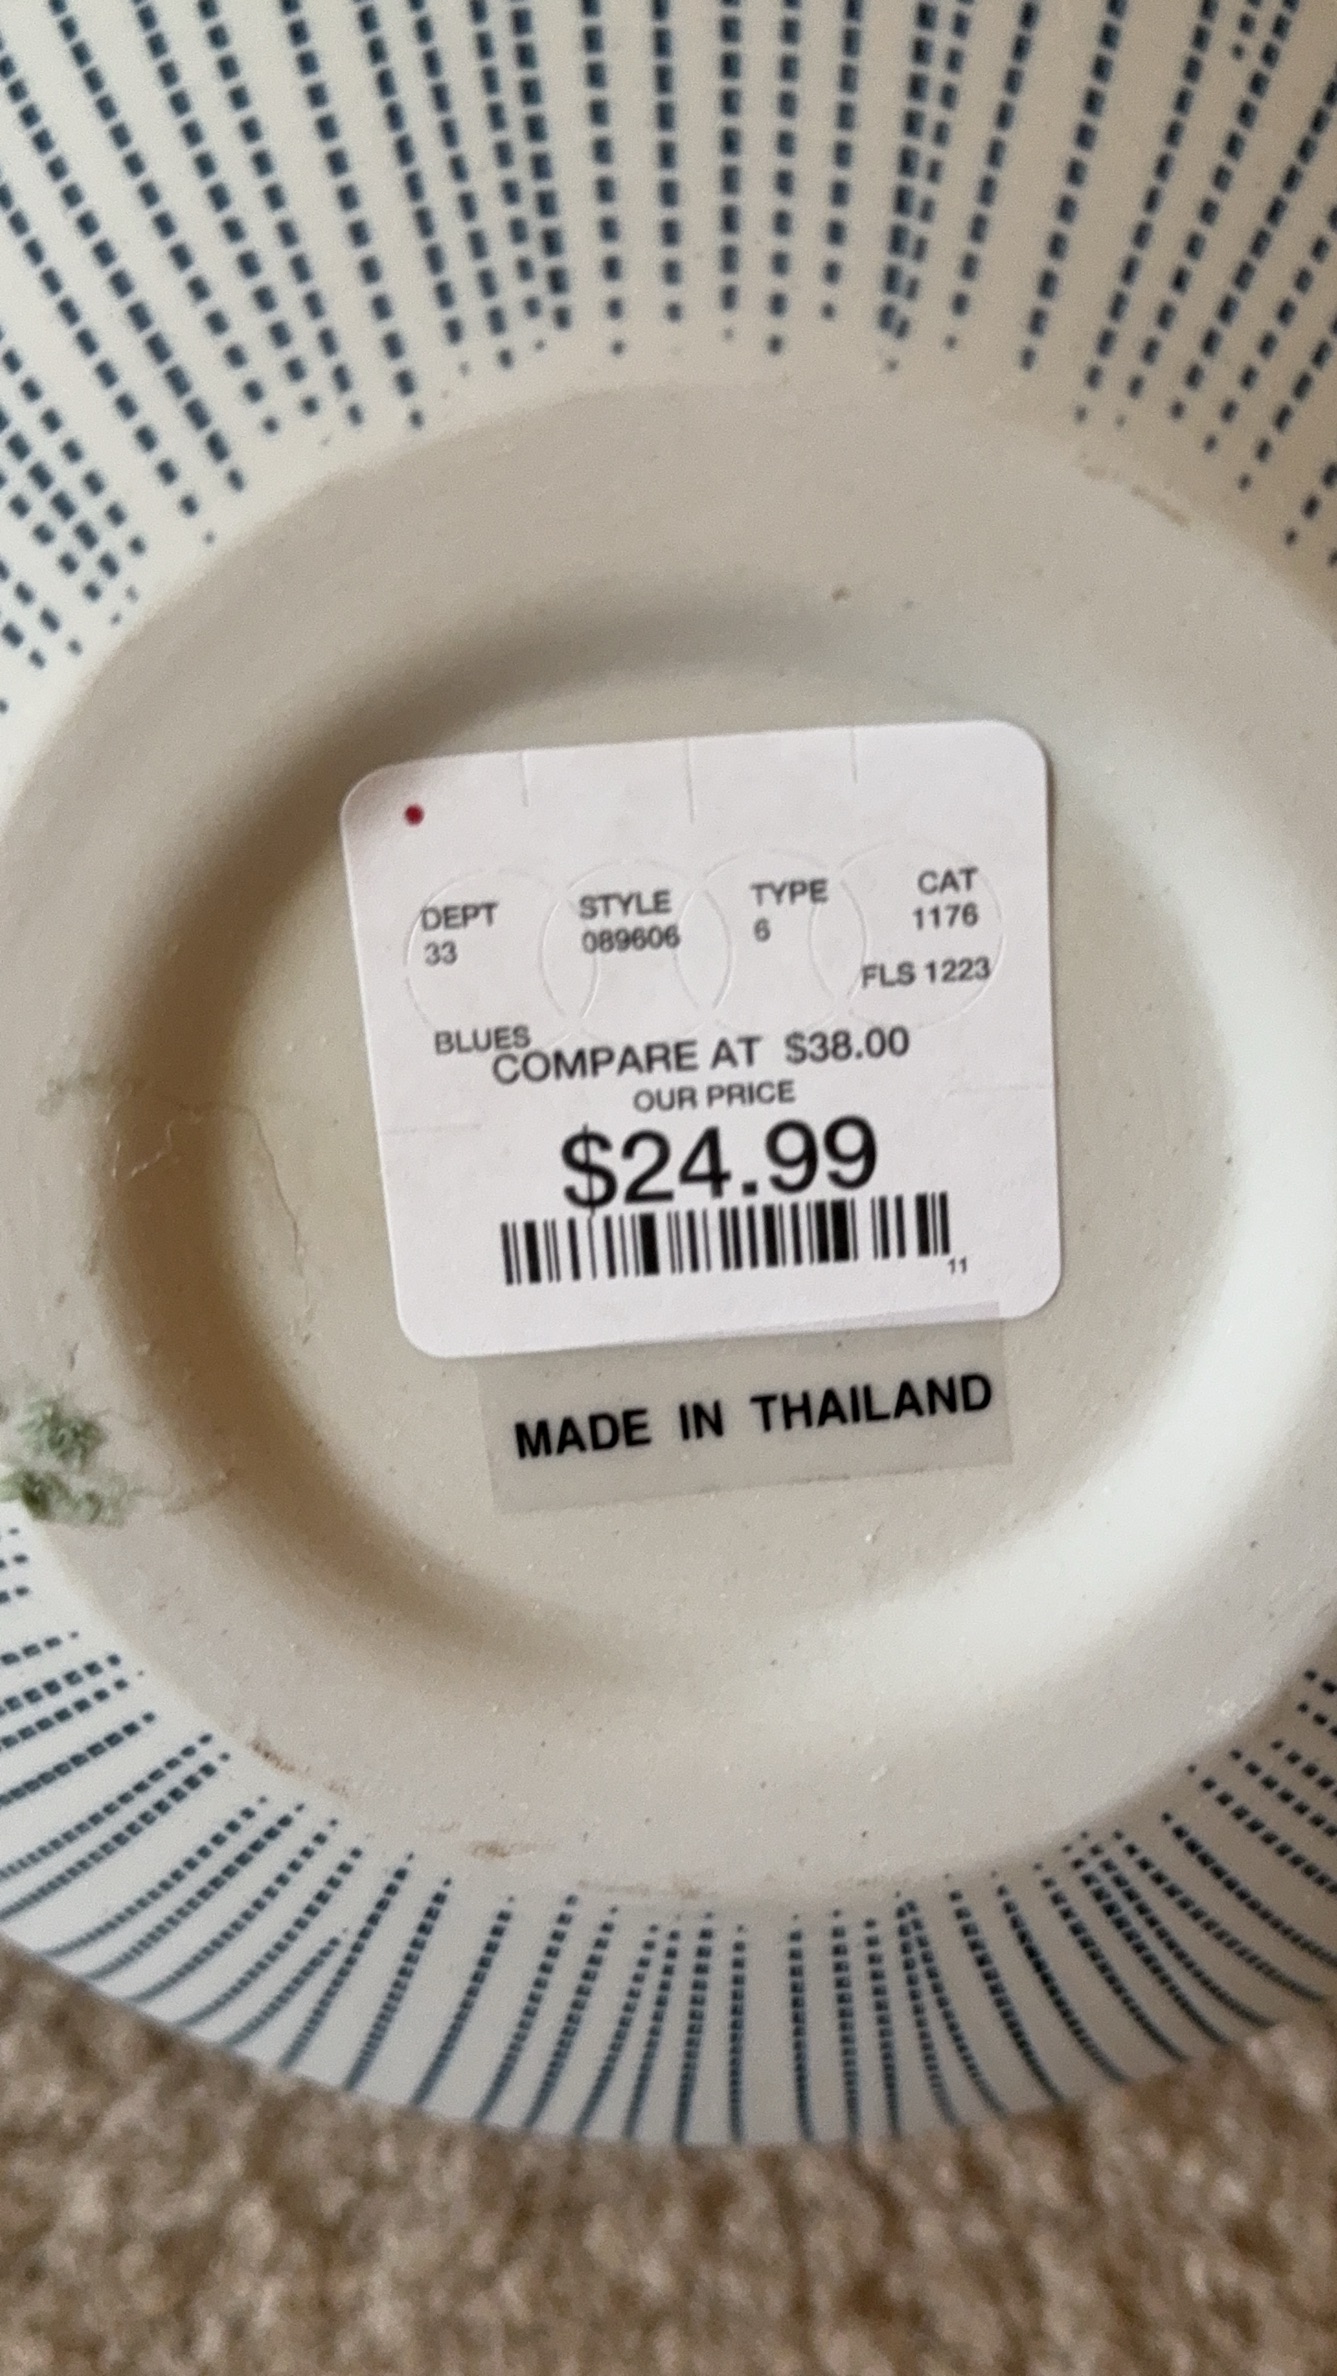 DEPT STYLE TYPE CAT
33 089606 6 1176
FLS 1223
BLUES
COMPARE AT $38.00
OUR PRICE
$24.99
11
MADE IN THAILAND